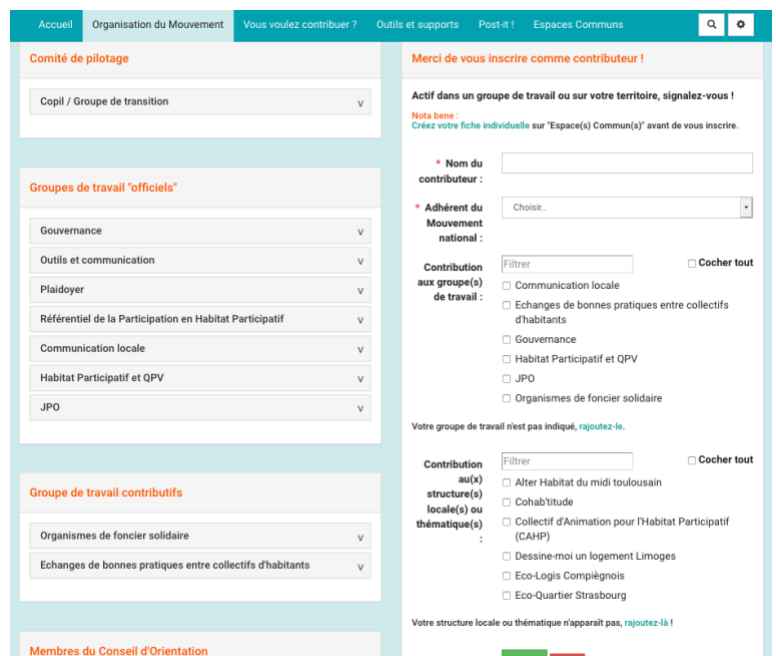 Accueil Organisation du Mouvement Vous voulez contribuer ? Outils et supports Post-it ! Espaces Communs
Comité de pilotage
Copil / Groupe de transition
Groupes de travail "officiels"
Gouvernance
Outils et communication
Plaidoyer
Référentiel de la Participation en Habitat Participatif
Communication locale
Habitat Participatif et QPV
JPO
Groupe de travail contributifs
Organismes de foncier solidaire
Echanges de bonnes pratiques entre collectifs d'habitants
Membres du Conseil d'Orientation
Merci de vous inscrire comme contributeur !
Actif dans un groupe de travail ou sur votre territoire, signalez-vous !
Nota bene :
Créez votre fiche individuelle sur "Espace(s) Commun(s)" avant de vous inscrire.
* Nom du
contributeur :
* Adhérent du
Mouvement
national :
Choisir..
Contribution
aux groupe(s)
de travail :
Filtrer
Cocher tout
Communication locale
Echanges de bonnes pratiques entre collectifs
d'habitants
Gouvernance
Habitat Participatif et QPV
JPO
Organismes de foncier solidaire
Votre groupe de travail n'est pas indiqué, rajoutez-le.
Contribution
au(x)
structure(s)
locale(s) ou
thématique(s)
:
Filtrer
Cocher tout
Alter Habitat du midi toulousain
Cohab'titude
Collectif d'Animation pour l'Habitat Participatif
(CAHP)
Dessine-moi un logement Limoges
Eco-Logis Compiègnois
Eco-Quartier Strasbourg
Votre structure locale ou thématique n'apparaît pas, rajoutez-là !